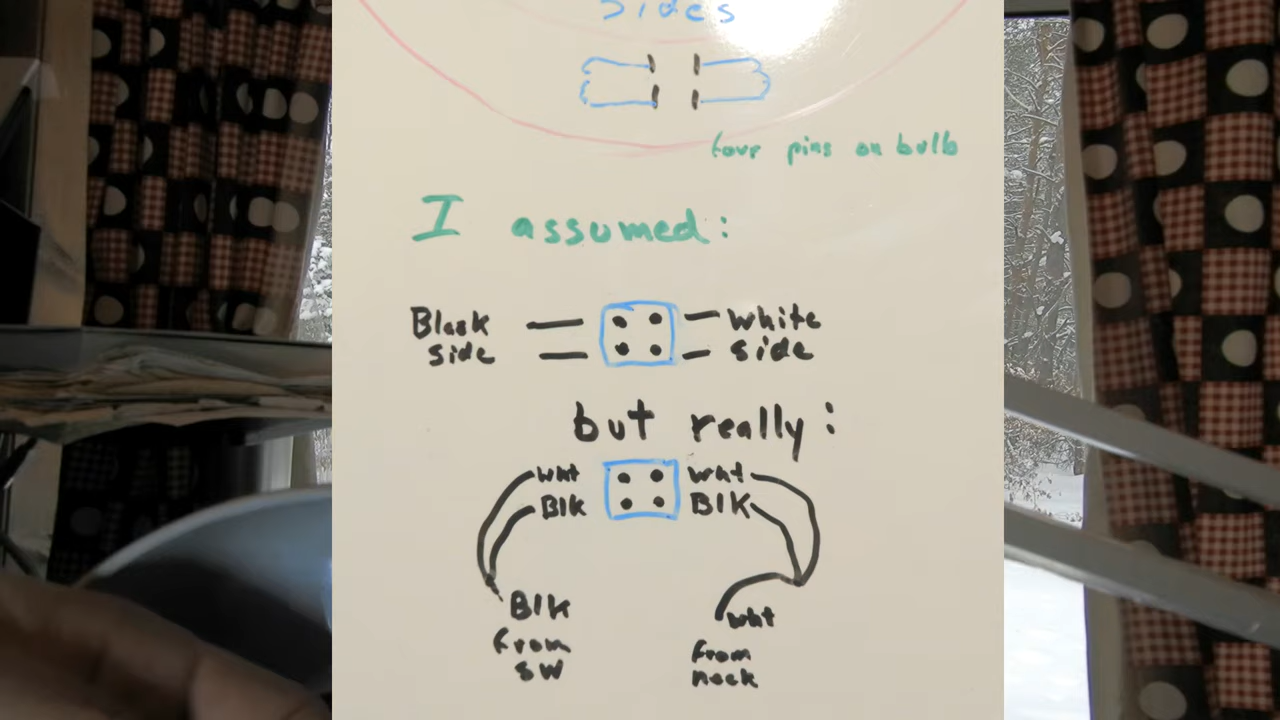 sides
four pins on bulb
I assumed:
Black side
White side
but really:
wht
Blk
wht
BlK
Blk from sw
wht from neck